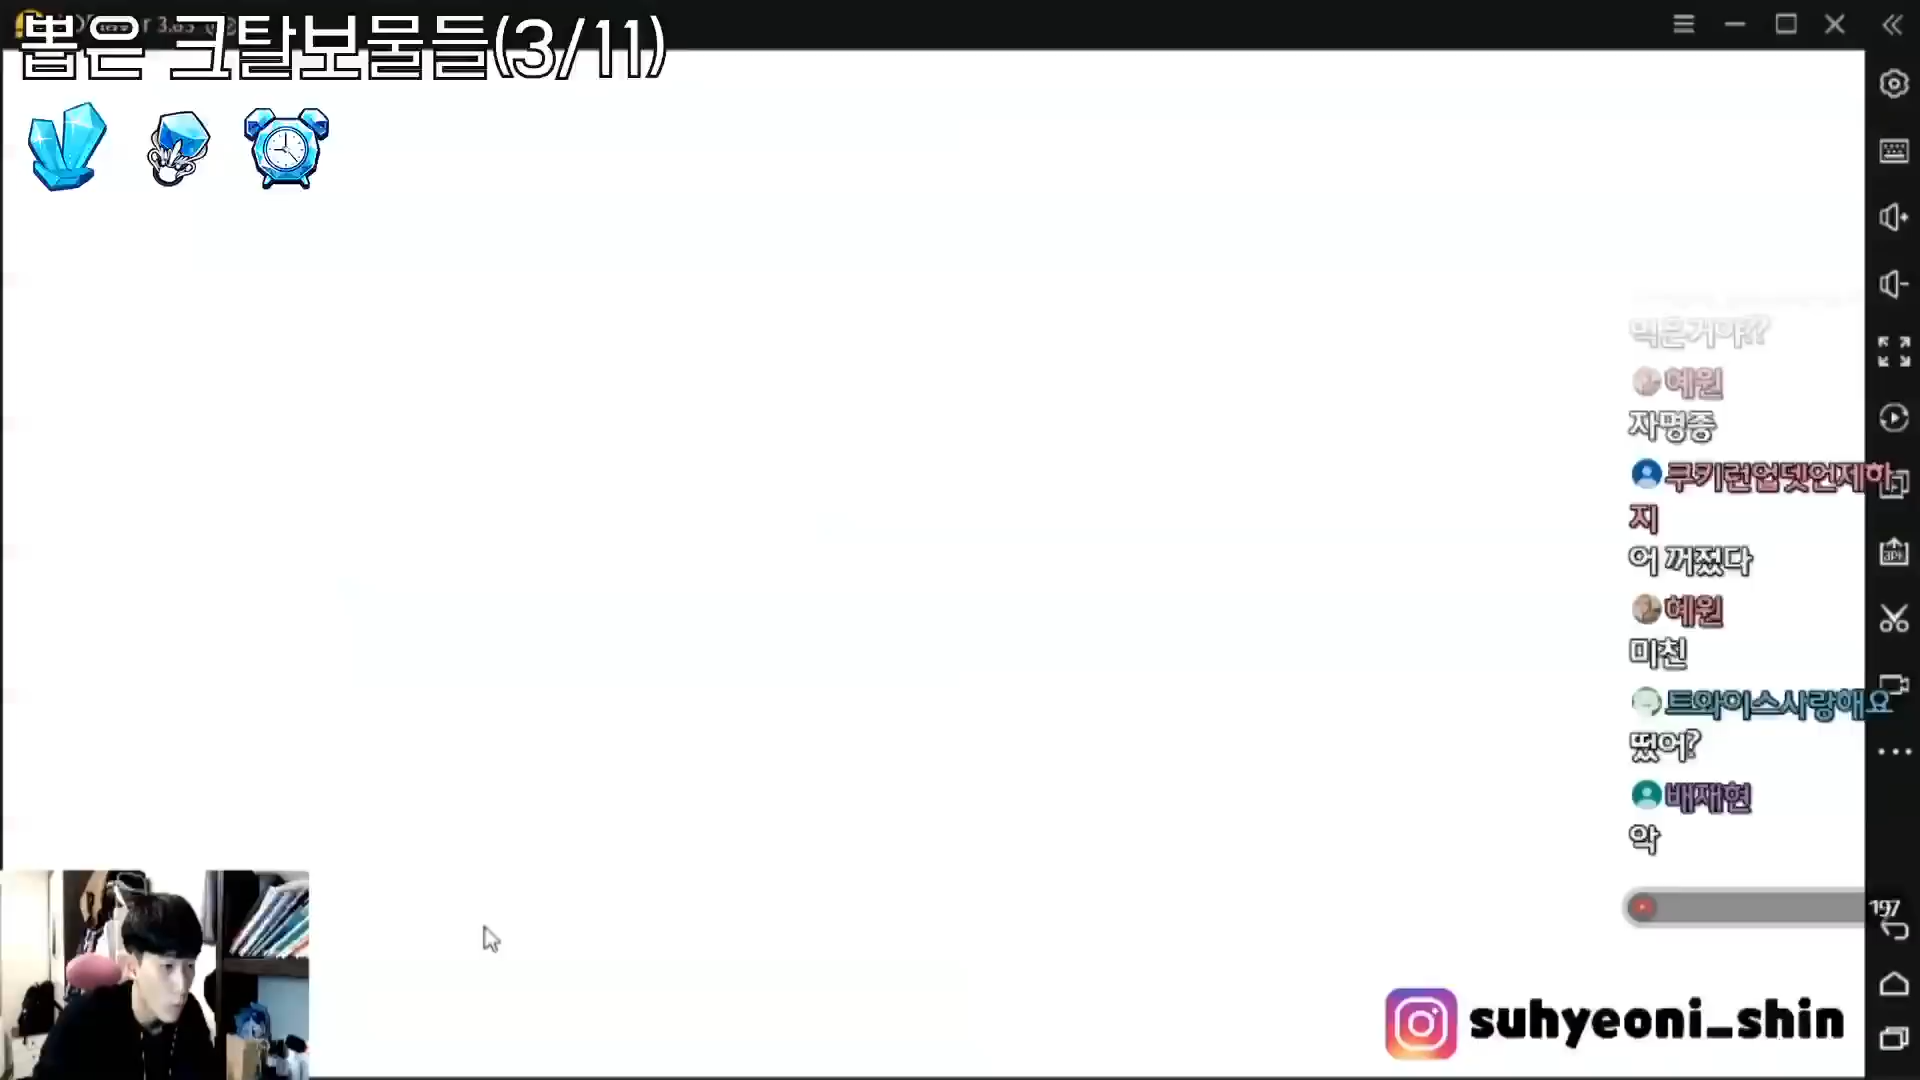 뽑은 크탈보물들(3/11)
먹은거야??
혜원
자명종
쿠키런업뎃언제하
지
어 꺼졌다
혜원
미친
트와이스사랑해요
떴어?
배재현
악
197
suhyeoni_shin